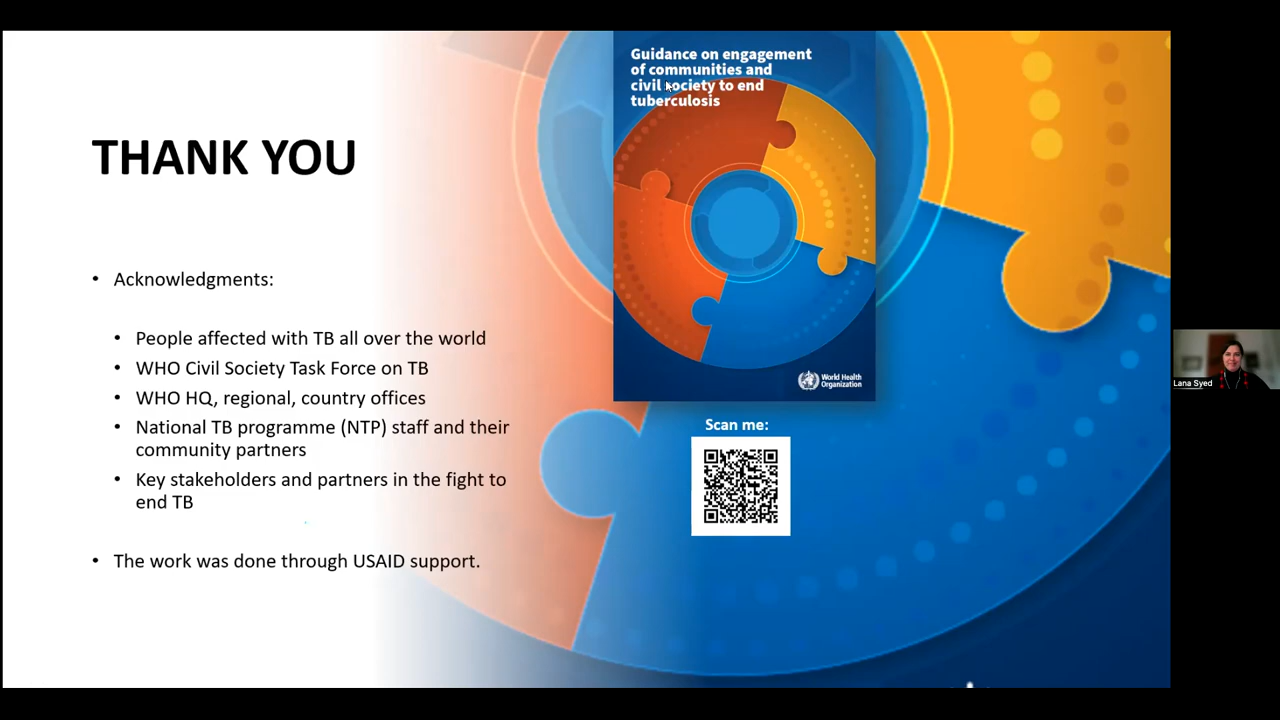 THANK YOU
• Acknowledgments:
• People affected with TB all over the world
• WHO Civil Society Task Force on TB
• WHO HQ, regional, country offices
• National TB programme (NTP) staff and their
community partners
• Key stakeholders and partners in the fight to
end TB
• The work was done through USAID support.
Guidance on engagement
of communities and
civil society to end
tuberculosis
World Health
Organization
Scan me:
Lana Syed